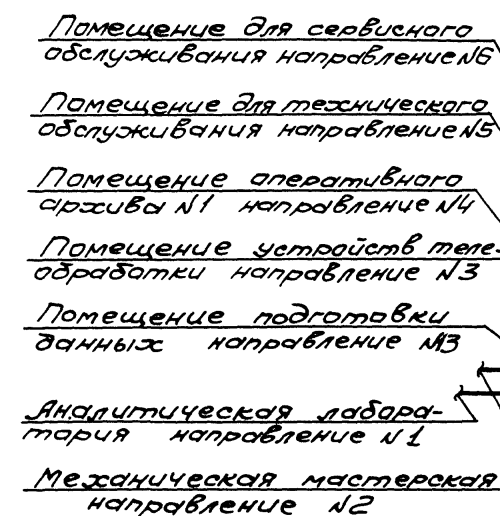 Помещение для сервисного
обслуживания направление №6
Помещение для технического
обслуживания направление №5
Помещение оперативного
архива №1 направление №4
Помещение устройств теле-
обработки направление №3
Помещение подготовки
данных направление №3
Аналитическая лабора-
тория направление №1
Механическая мастерская
направление №2